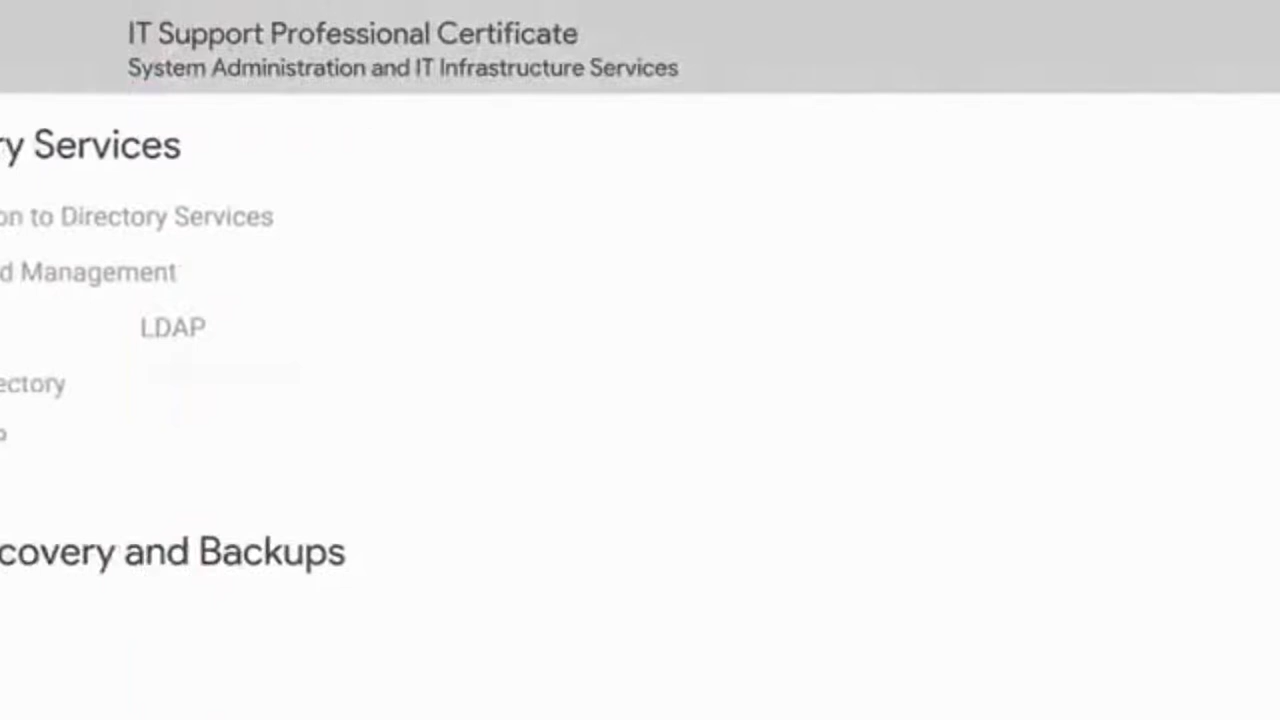 IT Support Professional Certificate
System Administration and IT Infrastructure Services
ry Services
on to Directory Services
d Management
LDAP
ectory
P
covery and Backups